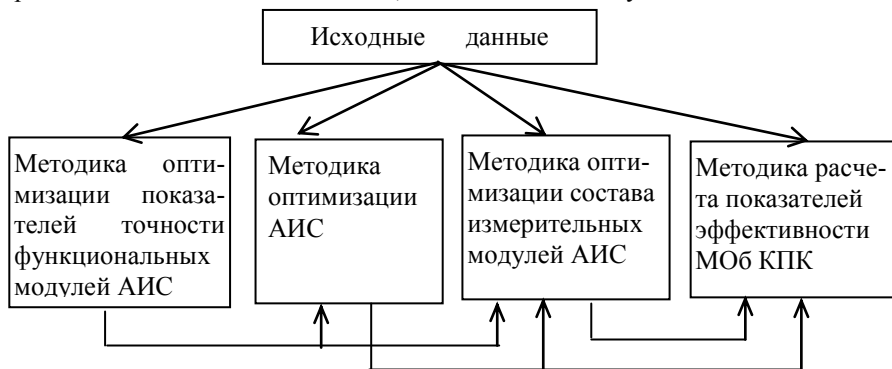 Исходные данные
Методика опти-
мизации показа-
телей точности
функциональных
модулей АИС
Методика
оптимизации
АИС
Методика опти-
мизации состава
измерительных
модулей АИС
Методика расче-
та показателей
эффективности
МОб КПК